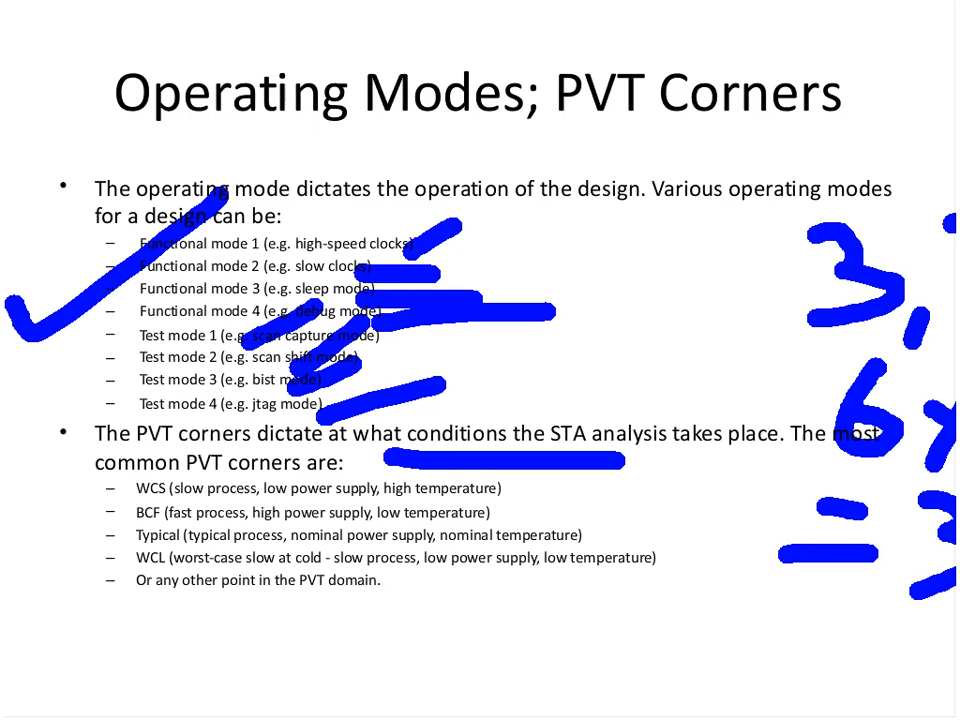 Operating Modes; PVT Corners
• The operating mode dictates the operation of the design. Various operating modes
for a design can be:
– Functional mode 1 (e.g. high-speed clocks)
– Functional mode 2 (e.g. slow clocks)
– Functional mode 3 (e.g. sleep mode)
– Functional mode 4 (e.g. debug mode)
– Test mode 1 (e.g. scan capture mode)
– Test mode 2 (e.g. scan shift mode)
– Test mode 3 (e.g. bist mode)
– Test mode 4 (e.g. jtag mode)
• The PVT corners dictate at what conditions the STA analysis takes place. The most
common PVT corners are:
– WCS (slow process, low power supply, high temperature)
– BCF (fast process, high power supply, low temperature)
– Typical (typical process, nominal power supply, nominal temperature)
– WCL (worst-case slow at cold - slow process, low power supply, low temperature)
– Or any other point in the PVT domain.
3,
6
=